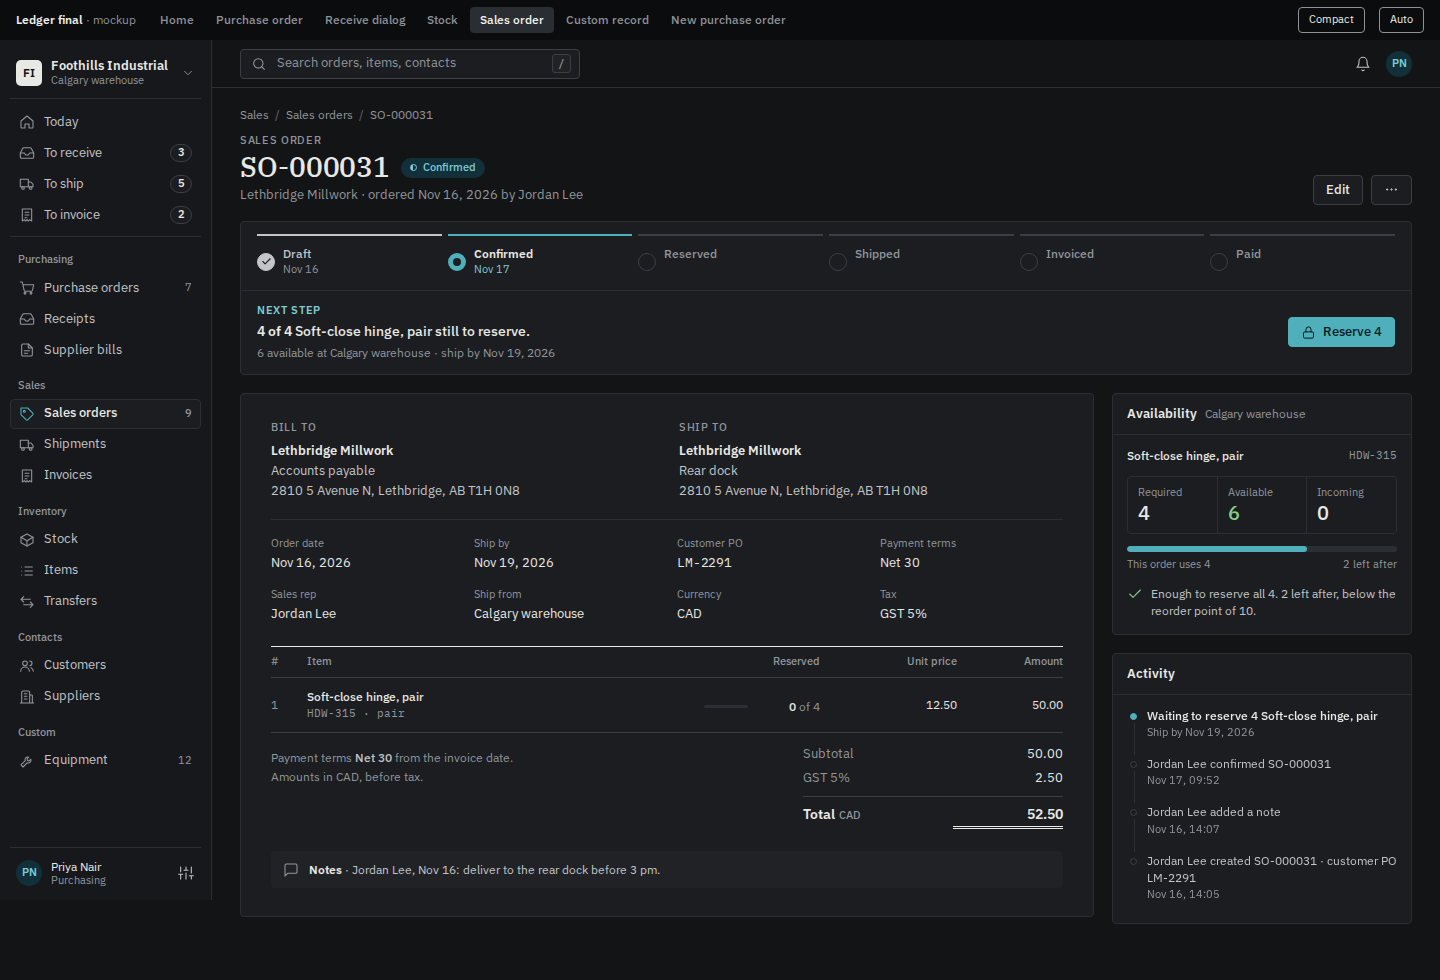 Ledger final · mockup Home Purchase order Receive dialog Stock Sales order Custom record New purchase order Compact Auto
FI Foothills Industrial
Calgary warehouse
Search orders, items, contacts /
PN
Today
To receive 3
To ship 5
To invoice 2
Purchasing
Purchase orders 7
Receipts
Supplier bills
Sales
Sales orders 9
Shipments
Invoices
Inventory
Stock
Items
Transfers
Contacts
Customers
Suppliers
Custom
Equipment 12
PN Priya Nair
Purchasing
Sales / Sales orders / SO-000031
SALES ORDER
SO-000031 Confirmed
Lethbridge Millwork · ordered Nov 16, 2026 by Jordan Lee
Edit ···
Draft
Nov 16
Confirmed
Nov 17
Reserved
Shipped
Invoiced
Paid
NEXT STEP
4 of 4 Soft-close hinge, pair still to reserve.
6 available at Calgary warehouse · ship by Nov 19, 2026
Reserve 4
BILL TO
Lethbridge Millwork
Accounts payable
2810 5 Avenue N, Lethbridge, AB T1H 0N8
SHIP TO
Lethbridge Millwork
Rear dock
2810 5 Avenue N, Lethbridge, AB T1H 0N8
Order date Ship by Customer PO Payment terms
Nov 16, 2026 Nov 19, 2026 LM-2291 Net 30
Sales rep Ship from Currency Tax
Jordan Lee Calgary warehouse CAD GST 5%
# Item Reserved Unit price Amount
1 Soft-close hinge, pair 0 of 4 12.50 50.00
HDW-315 · pair
Payment terms Net 30 from the invoice date.
Amounts in CAD, before tax.
Subtotal 50.00
GST 5% 2.50
Total CAD 52.50
Notes · Jordan Lee, Nov 16: deliver to the rear dock before 3 pm.
Availability Calgary warehouse
Soft-close hinge, pair HDW-315
Required Available Incoming
4 6 0
This order uses 4 2 left after
Enough to reserve all 4. 2 left after, below the
reorder point of 10.
Activity
Waiting to reserve 4 Soft-close hinge, pair
Ship by Nov 19, 2026
Jordan Lee confirmed SO-000031
Nov 17, 09:52
Jordan Lee added a note
Nov 16, 14:07
Jordan Lee created SO-000031 · customer PO
LM-2291
Nov 16, 14:05